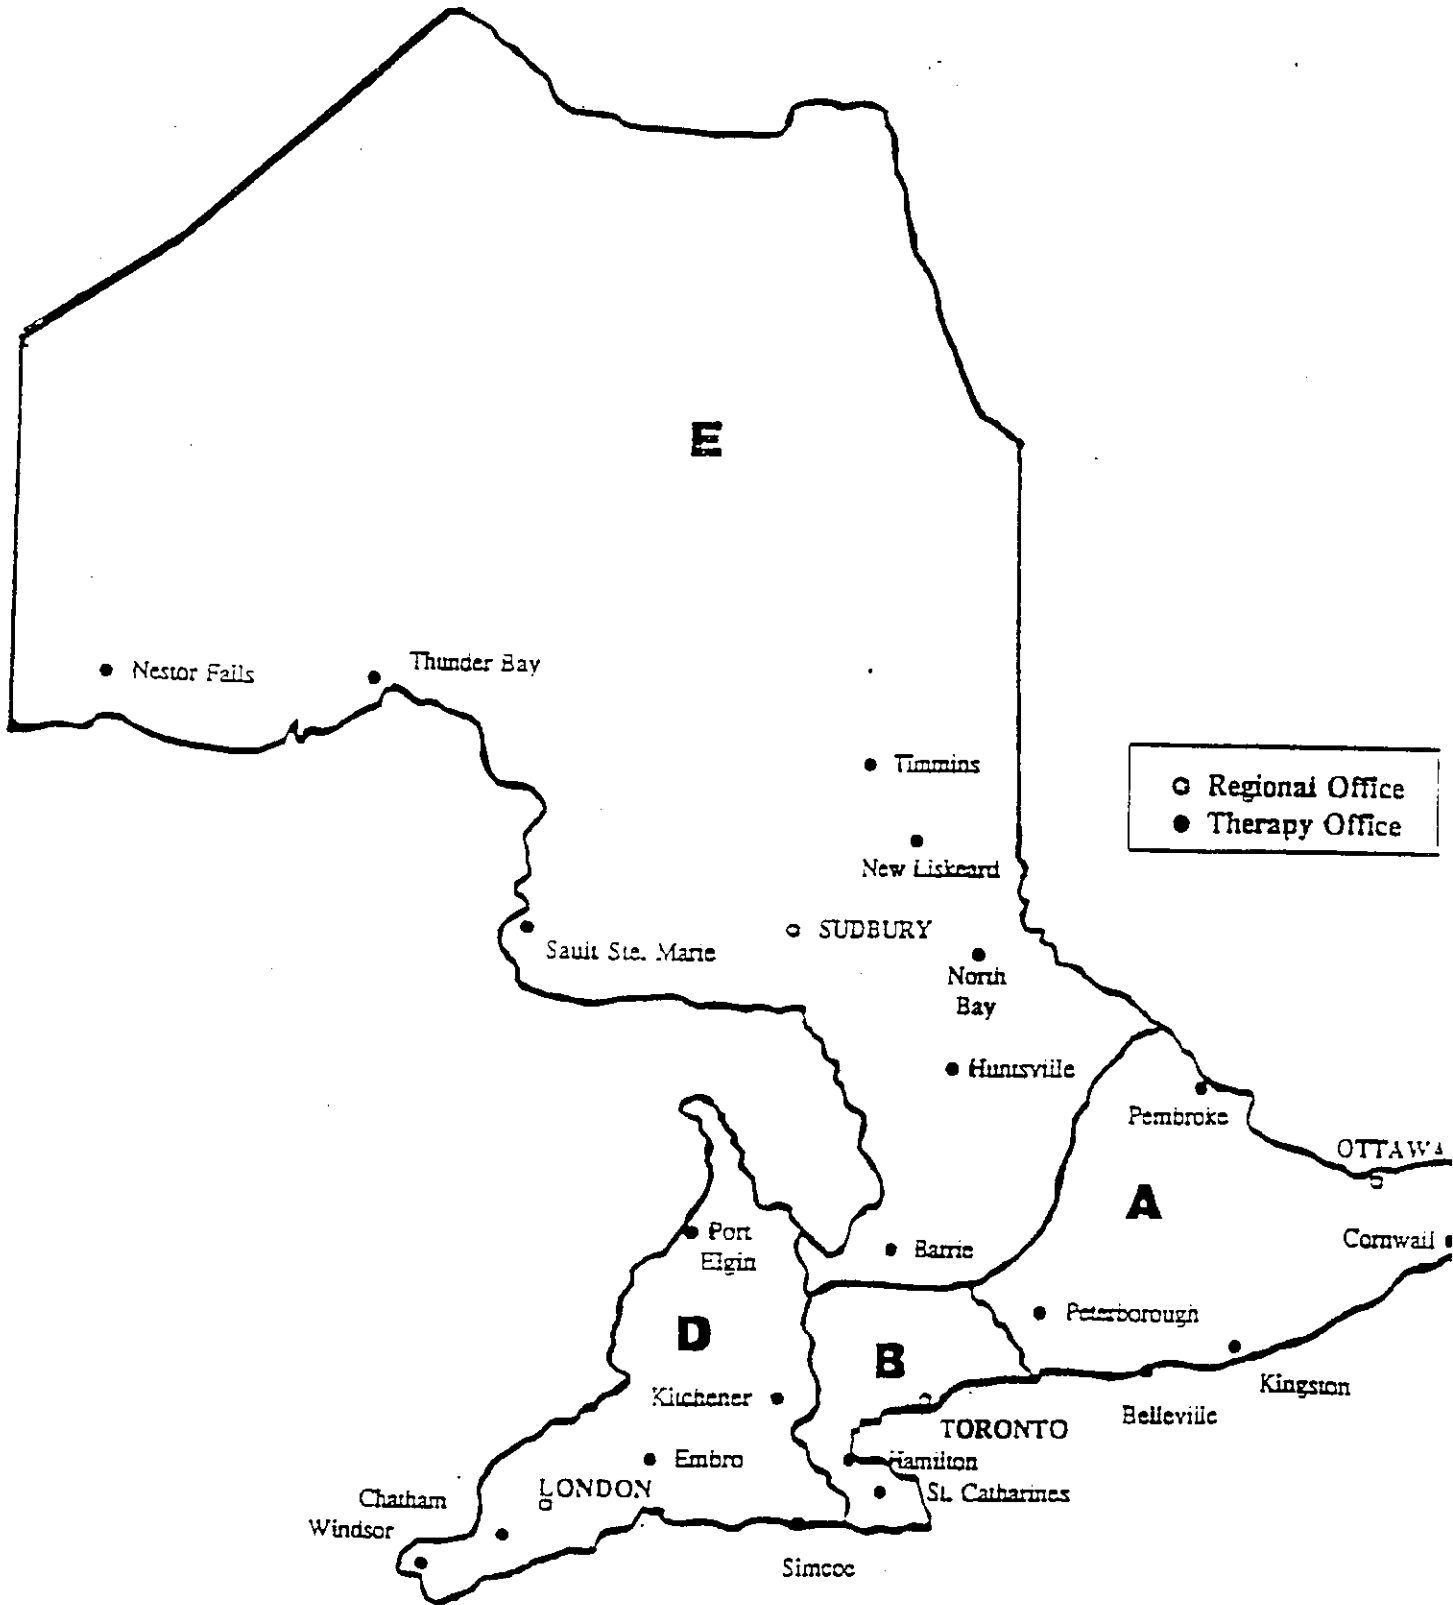 E
Nestor Falls
Thunder Bay
Timmins
Regional Office
Therapy Office
New Liskeard
SUDBURY
Sault Ste. Marie
North
Bay
Huntsville
Pembroke
OTTAWA
A
Port
Elgin
Barrie
Cornwall
Peterborough
D
B
Kingston
Kitchener
Belleville
TORONTO
Embro
Hamilton
LONDON
St. Catharines
Chatham
Windsor
Simcoe